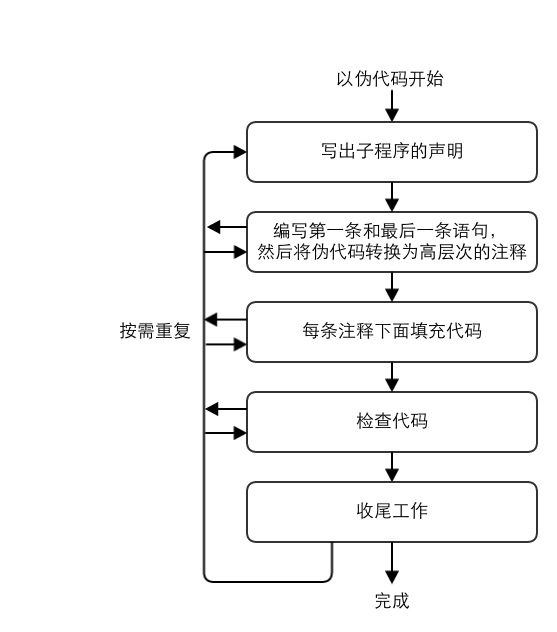 以伪代码开始
写出子程序的声明
编写第一条和最后一条语句，
然后将伪代码转换为高层次的注释
按需重复
每条注释下面填充代码
检查代码
收尾工作
完成